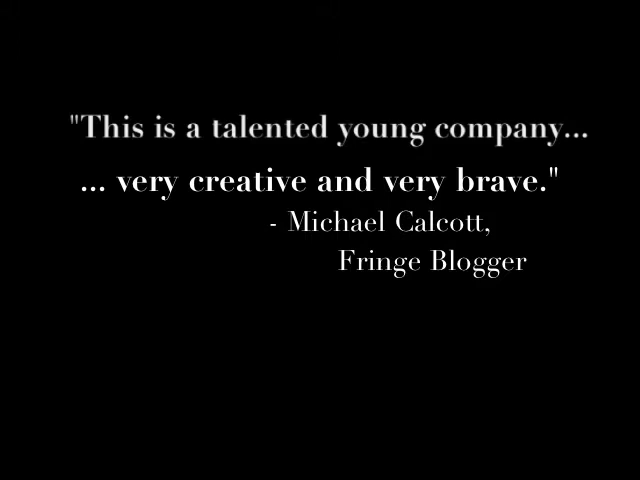 "This is a talented young company...
... very creative and very brave."
- Michael Calcott,
Fringe Blogger